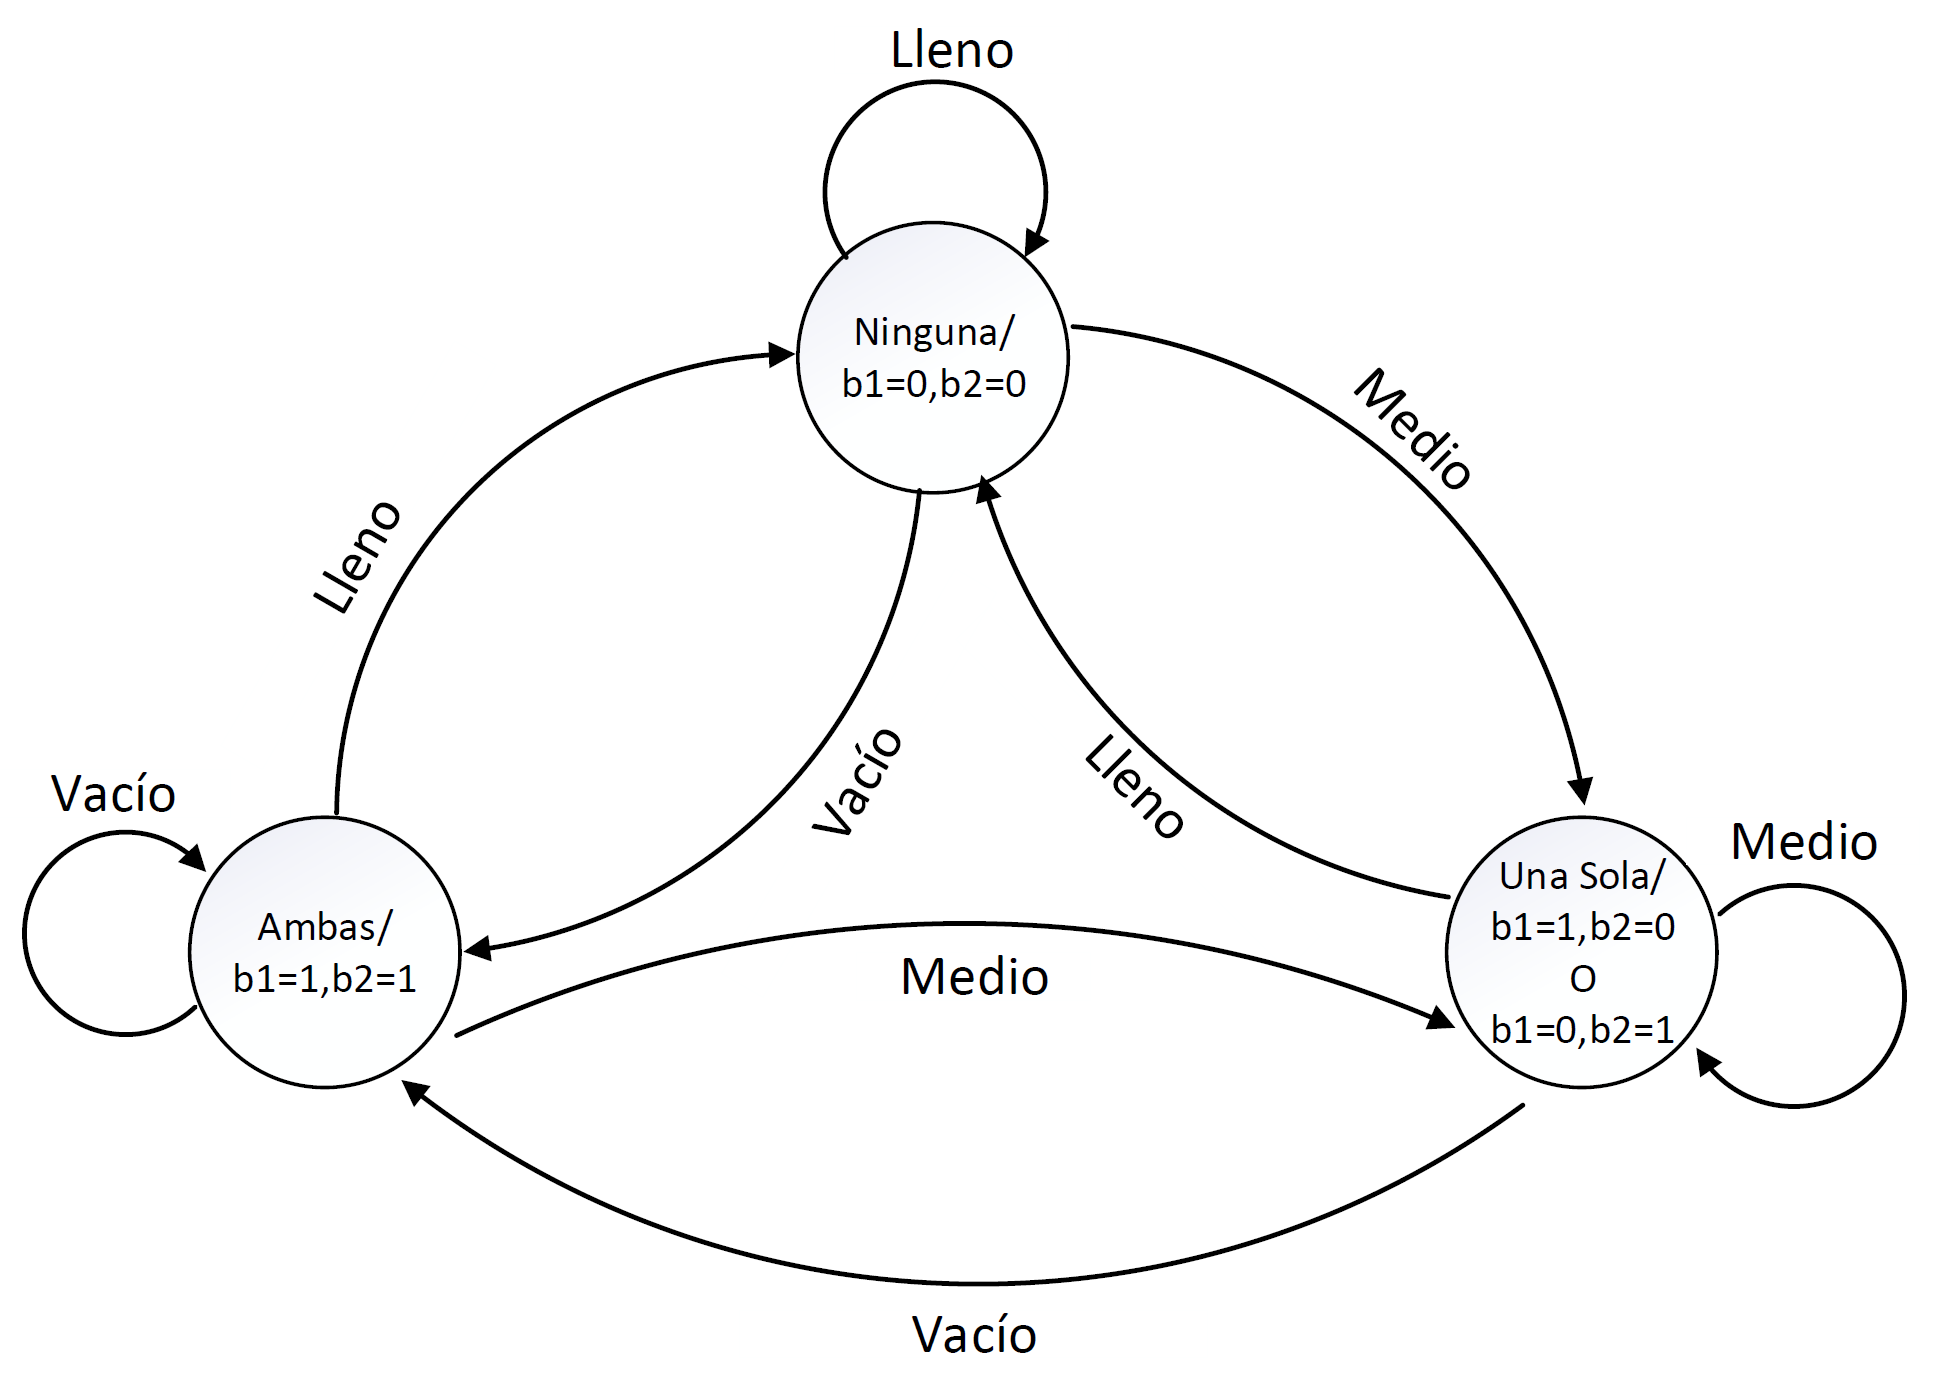 Lleno
Ninguna/
b1=0,b2=0
Medio
Lleno
Vacío
Lleno
Vacío
Medio
Ambas/
b1=1,b2=1
Una Sola/
b1=1,b2=0
O
b1=0,b2=1
Medio
Vacío